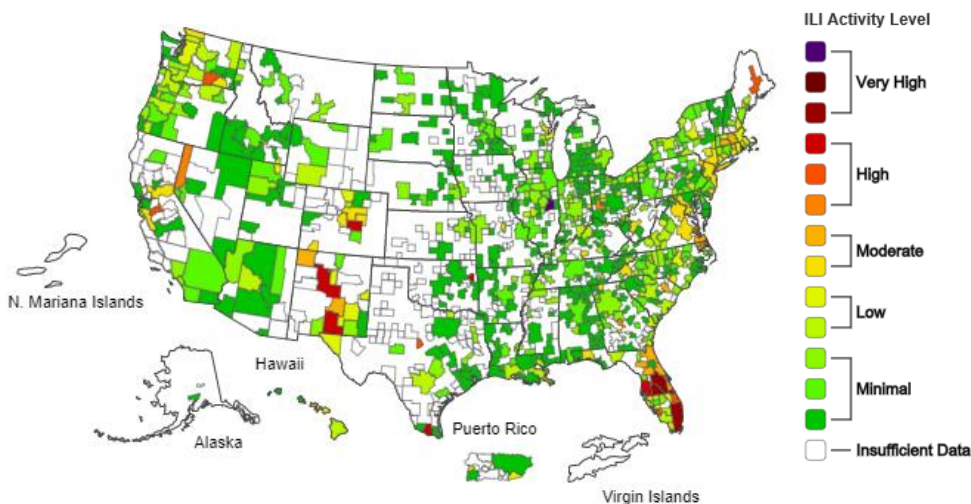 ILI Activity Level
Very High
High
Moderate
Low
Minimal
Insufficient Data
N. Mariana Islands
Hawaii
Alaska
Puerto Rico
Virgin Islands